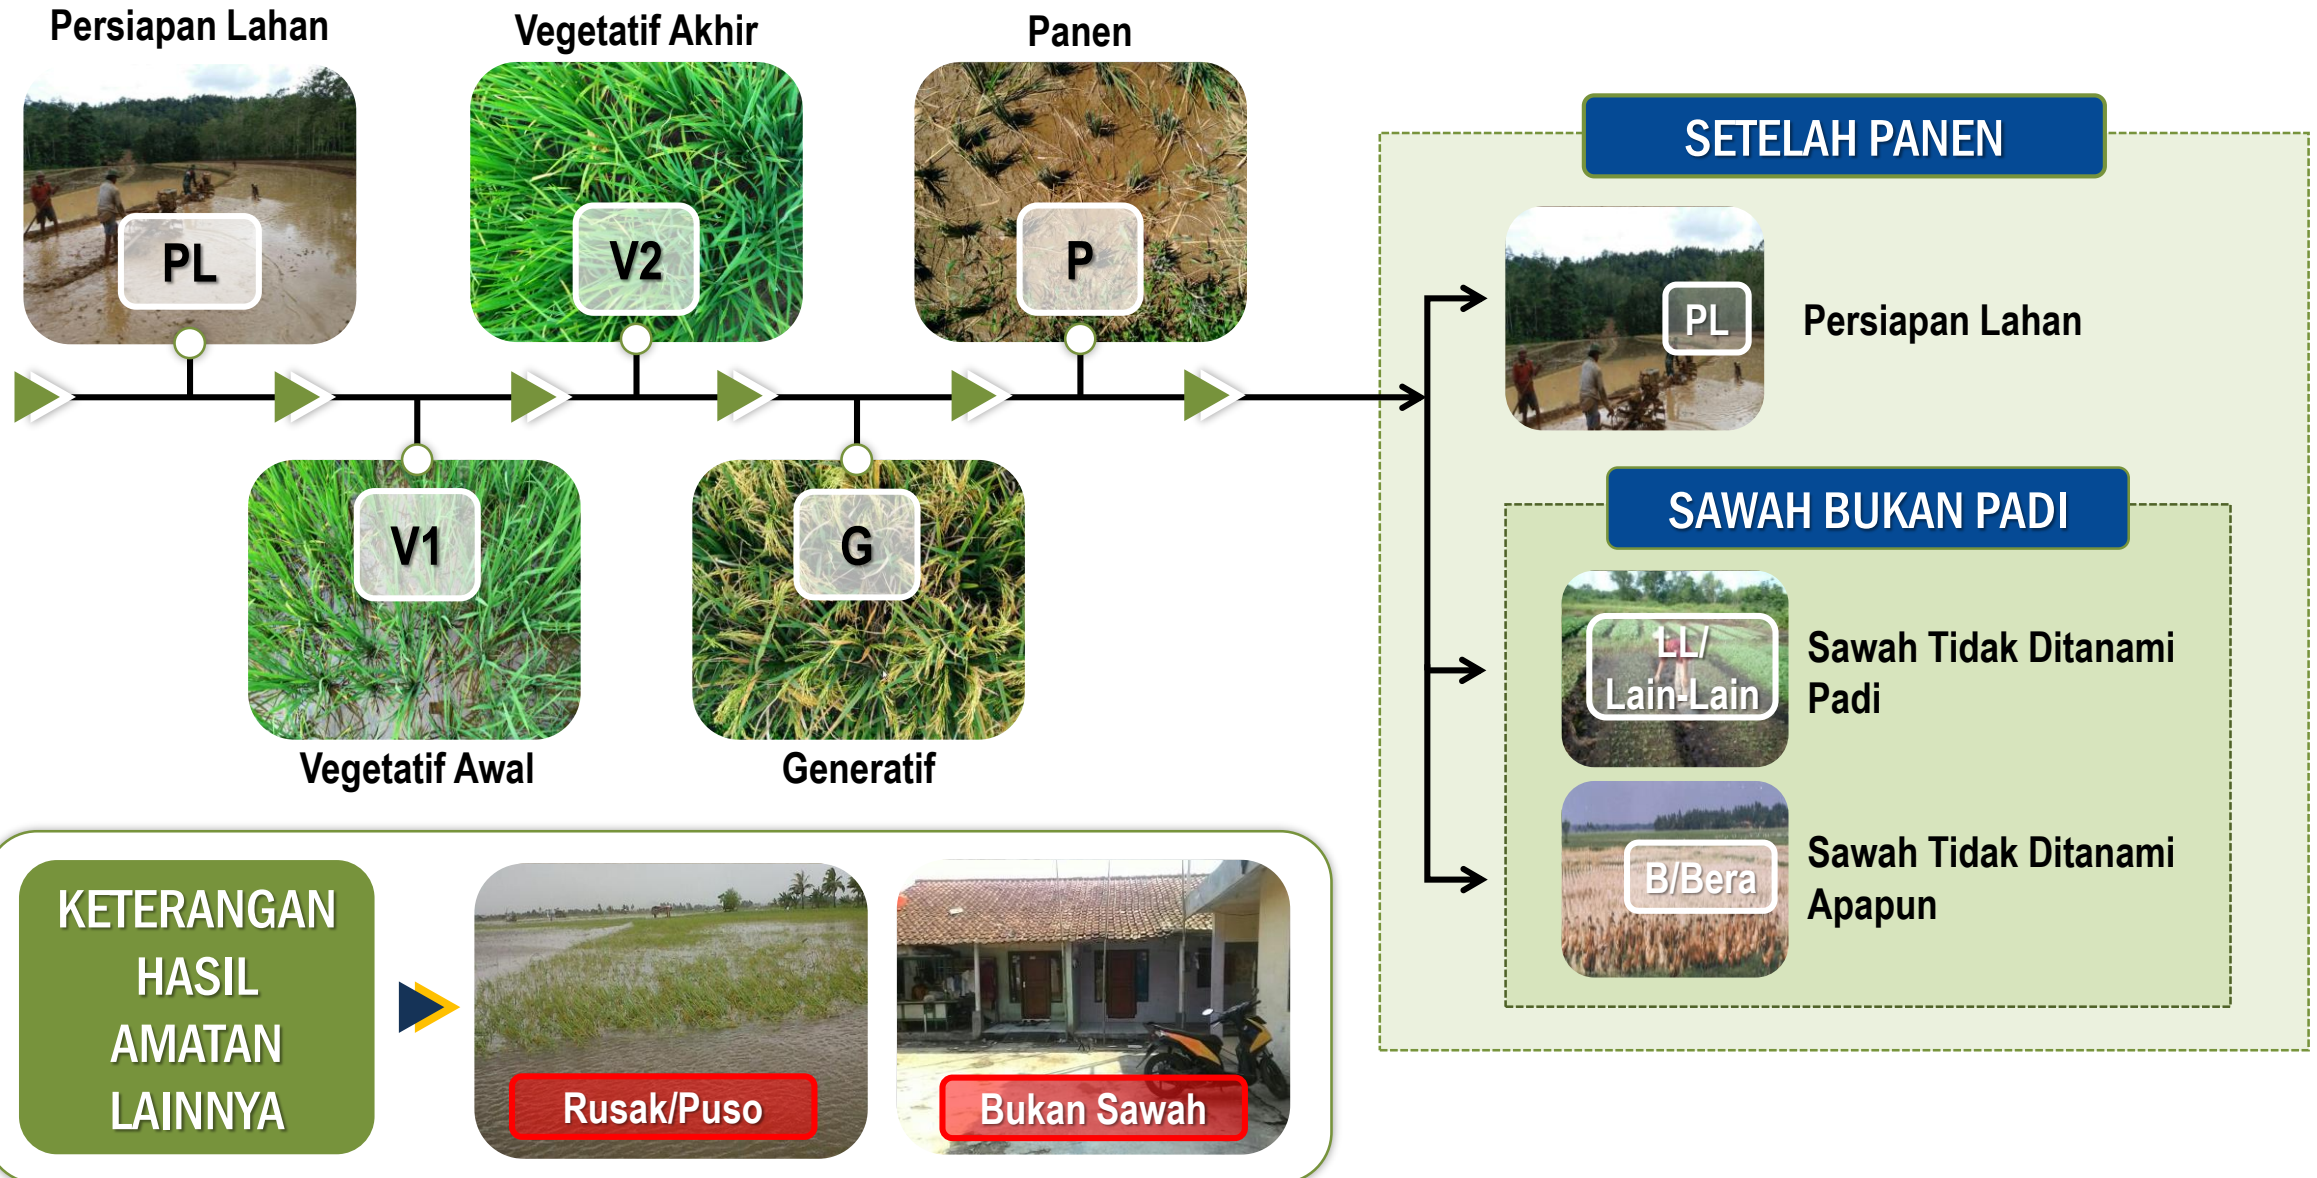 Persiapan Lahan
PL
Vegetatif Akhir
V2
Panen
P
V1
Vegetatif Awal
G
Generatif
SETELAH PANEN
PL
Persiapan Lahan
SAWAH BUKAN PADI
LL/
Lain-Lain
Sawah Tidak Ditanami
Padi
B/Bera
Sawah Tidak Ditanami
Apapun
KETERANGAN
HASIL
AMATAN
LAINNYA
Rusak/Puso
Bukan Sawah